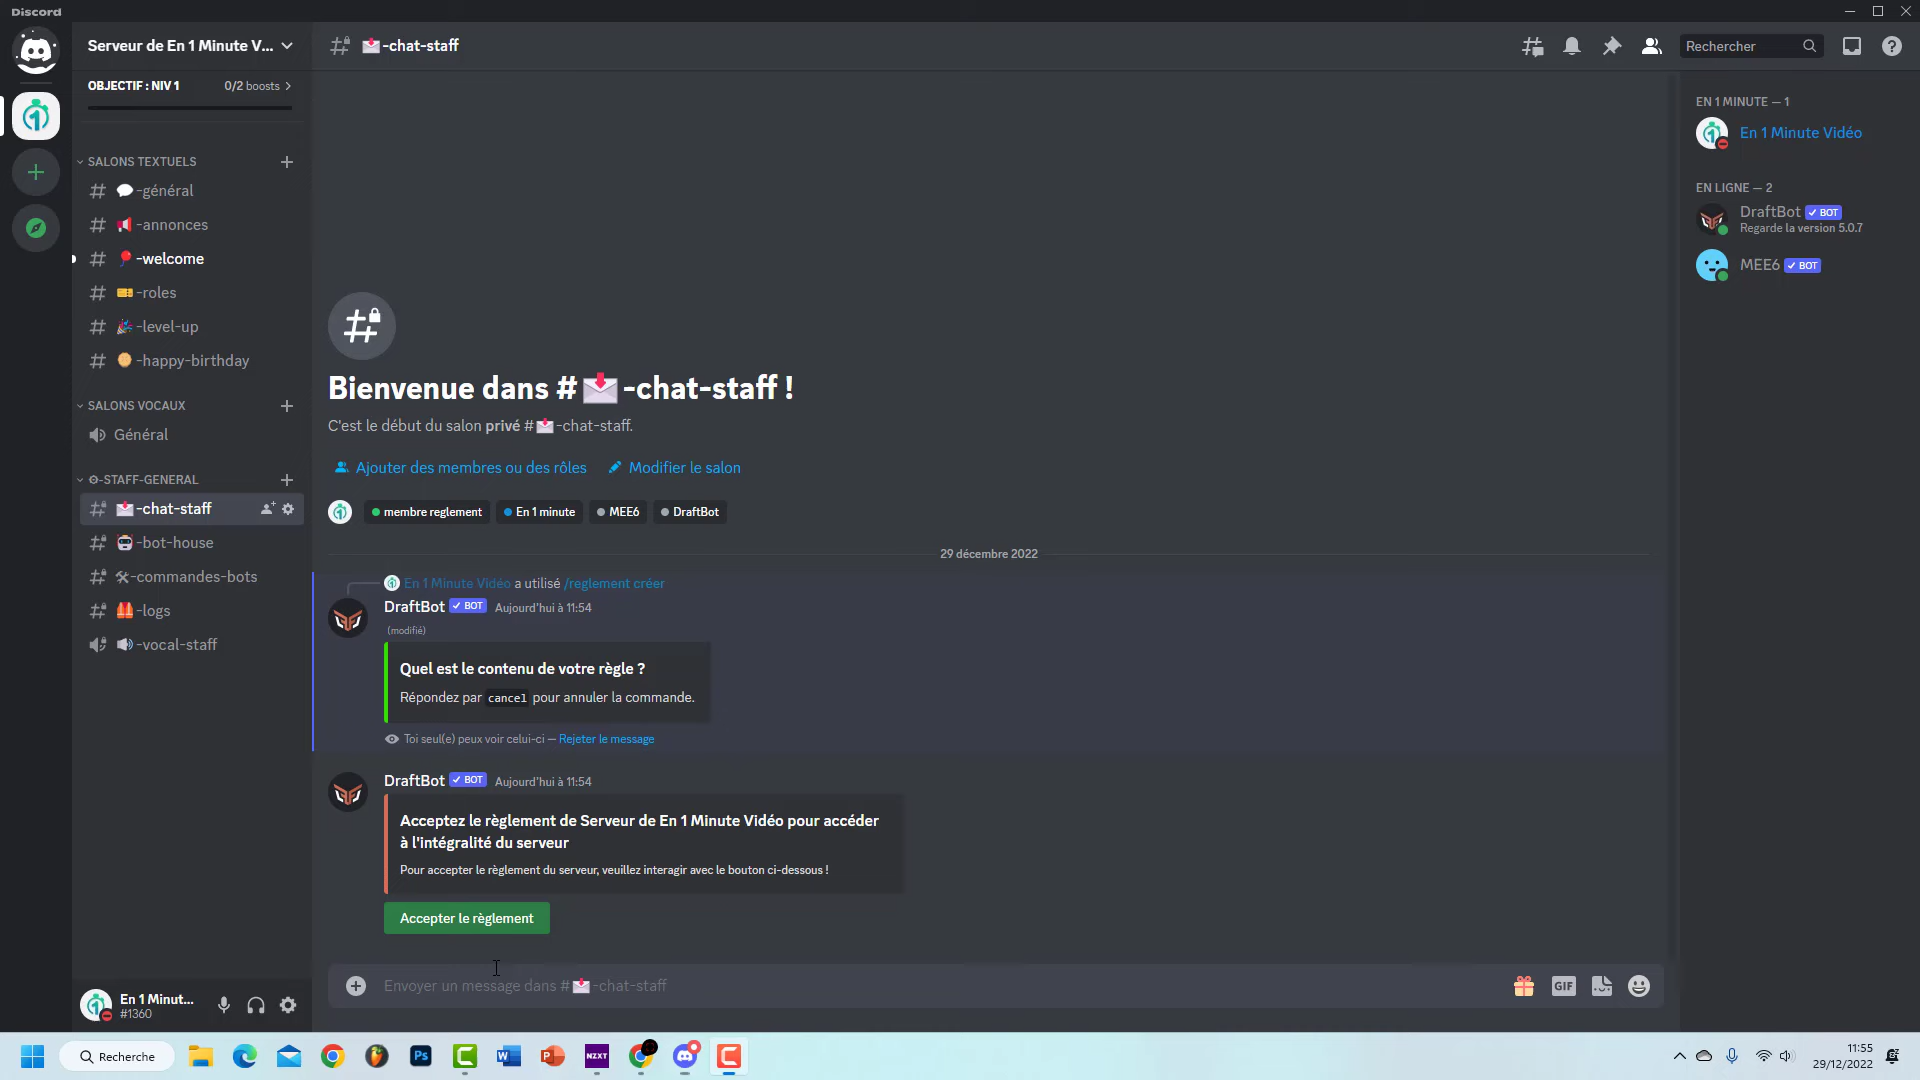 Discord
Serveur de En 1 Minute V...
OBJECTIF : NIV 1
0/2 boosts
SALONS TEXTUELS
-général
-annonces
-welcome
-roles
-level-up
-happy-birthday
SALONS VOCAUX
Général
-STAFF-GENERAL
-chat-staff
-bot-house
-commandes-bots
-logs
-vocal-staff
En 1 Minut...
#1360
-chat-staff
Rechercher
Bienvenue dans # -chat-staff !
C'est le début du salon privé # -chat-staff.
Ajouter des membres ou des rôles
Modifier le salon
membre reglement
En 1 minute
MEE6
DraftBot
29 décembre 2022
En 1 Minute Vidéo a utilisé /reglement créer
DraftBot ✓ BOT Aujourd'hui à 11:54
(modifié)
Quel est le contenu de votre règle ?
Répondez par cancel pour annuler la commande.
Toi seul(e) peux voir celui-ci — Rejeter le message
DraftBot ✓ BOT Aujourd'hui à 11:54
Acceptez le règlement de Serveur de En 1 Minute Vidéo pour accéder
à l'intégralité du serveur
Pour accepter le règlement du serveur, veuillez interagir avec le bouton ci-dessous !
Accepter le règlement
Envoyer un message dans # -chat-staff
GIF
EN 1 MINUTE — 1
En 1 Minute Vidéo
EN LIGNE — 2
DraftBot ✓ BOT
Regarde la version 5.0.7
MEE6 ✓ BOT
Recherche
Ps
NZXT
11:55
29/12/2022